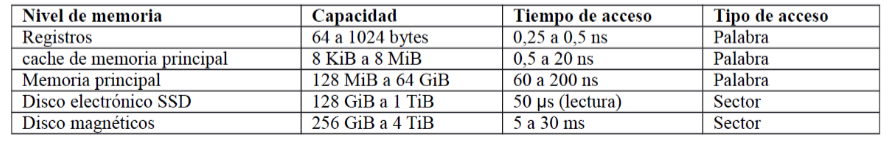 Nivel de memoria Capacidad Tiempo de acceso Tipo de acceso
Registros 64 a 1024 bytes 0,25 a 0,5 ns Palabra
cache de memoria principal 8 KiB a 8 MiB 0,5 a 20 ns Palabra
Memoria principal 128 MiB a 64 GiB 60 a 200 ns Palabra
Disco electrónico SSD 128 GiB a 1 TiB 50 µs (lectura) Sector
Disco magnéticos 256 GiB a 4 TiB 5 a 30 ms Sector